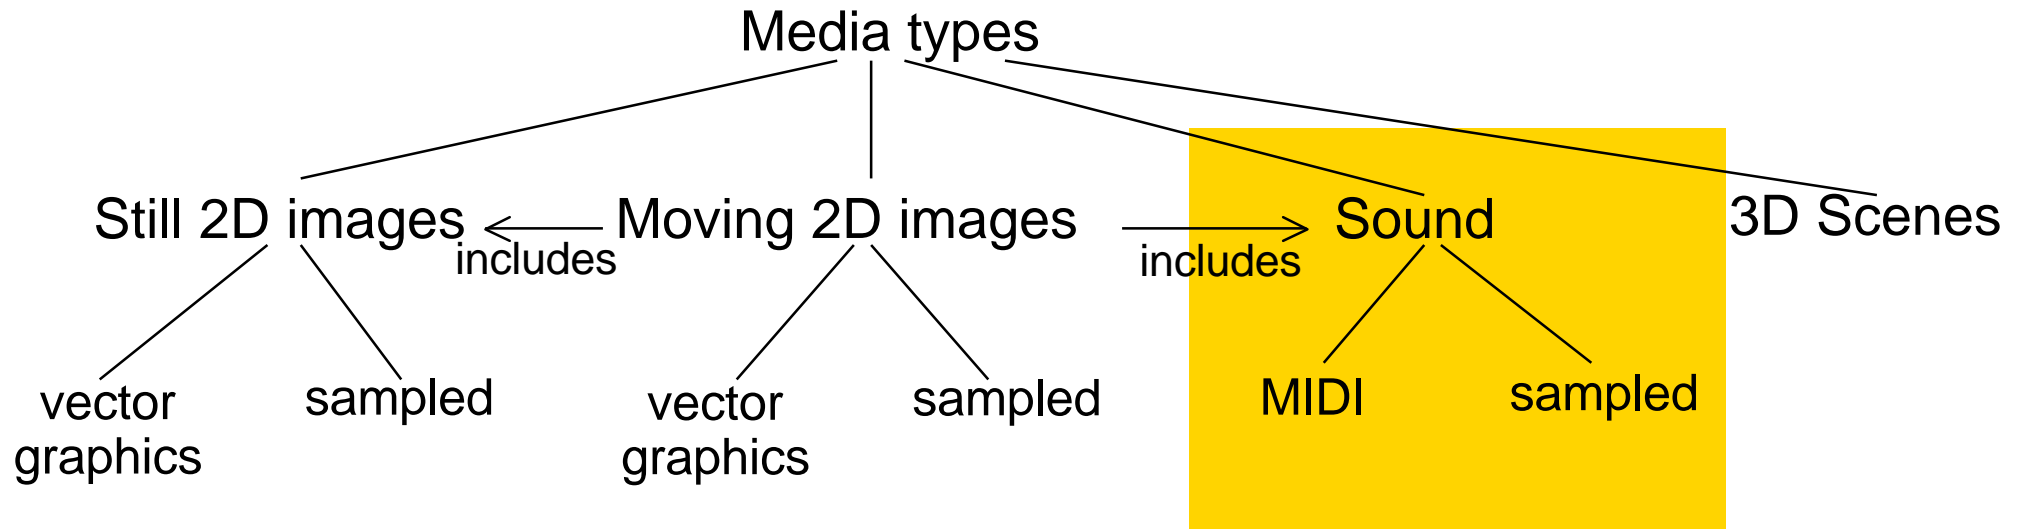 Media types
Still 2D images
includes
Moving 2D images
includes
Sound
3D Scenes
vector
graphics
sampled
vector
graphics
sampled
MIDI
sampled